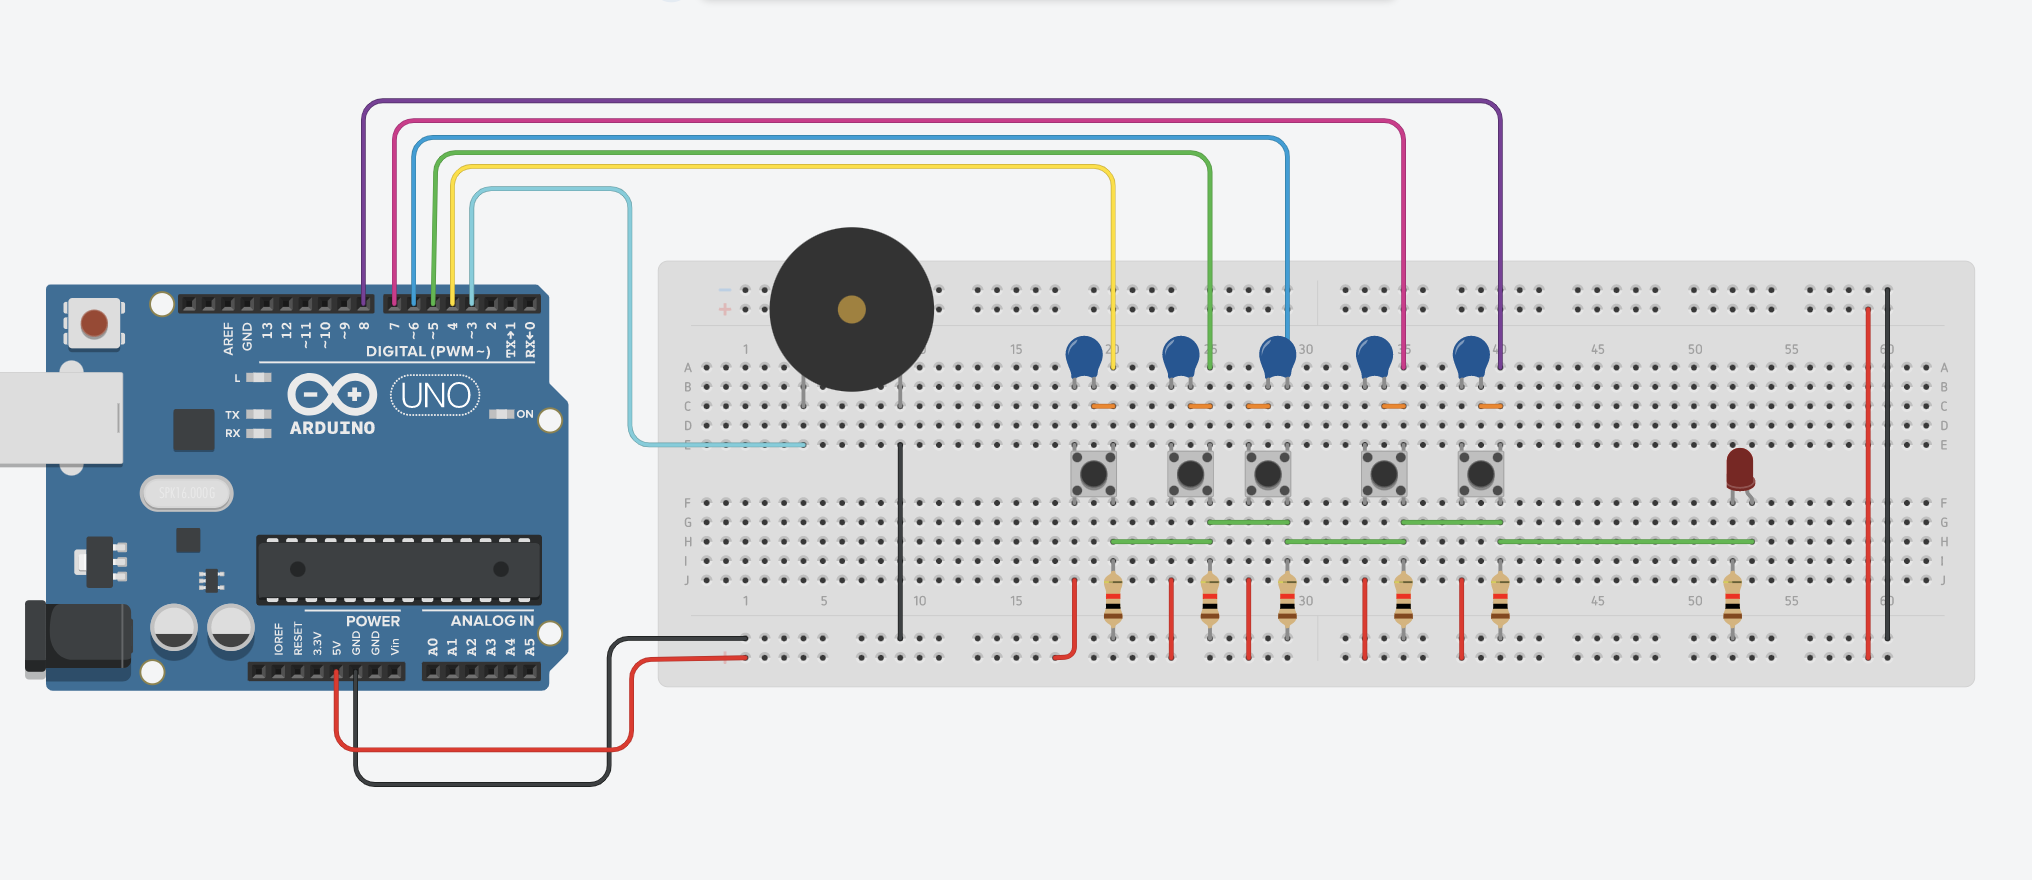 AREF
GND
13
12
~11
~10
~9
8
7
~6
~5
4
~3
2
TX→1
RX←0
DIGITAL (PWM~)
L
TX
RX
ARDUINO
UNO
ON
SPK16.000G
IOREF
RESET
3.3V
5V
GND
GND
Vin
POWER
A0
A1
A2
A3
A4
A5
ANALOG IN
− 
+
1 10 15 20 25 30 35 40 45 50 55 60
A A
B B
C C
D D
E E
F F
G G
H H
I I
J J
1 5 10 15 30 45 50 55 60